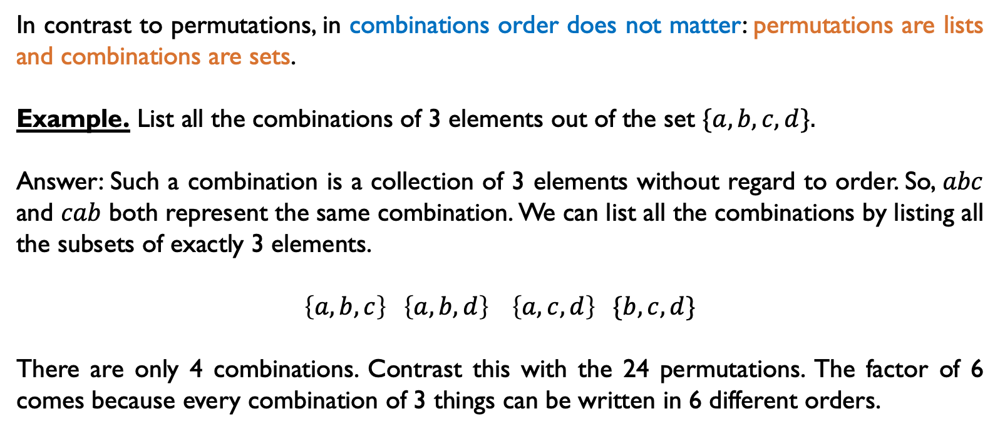 In contrast to permutations, in combinations order does not matter: permutations are lists
and combinations are sets.
Example. List all the combinations of 3 elements out of the set {a, b, c, d}.
Answer: Such a combination is a collection of 3 elements without regard to order. So, abc
and cab both represent the same combination. We can list all the combinations by listing all
the subsets of exactly 3 elements.
{a, b, c} {a, b, d} {a, c, d} {b, c, d}
There are only 4 combinations. Contrast this with the 24 permutations. The factor of 6
comes because every combination of 3 things can be written in 6 different orders.